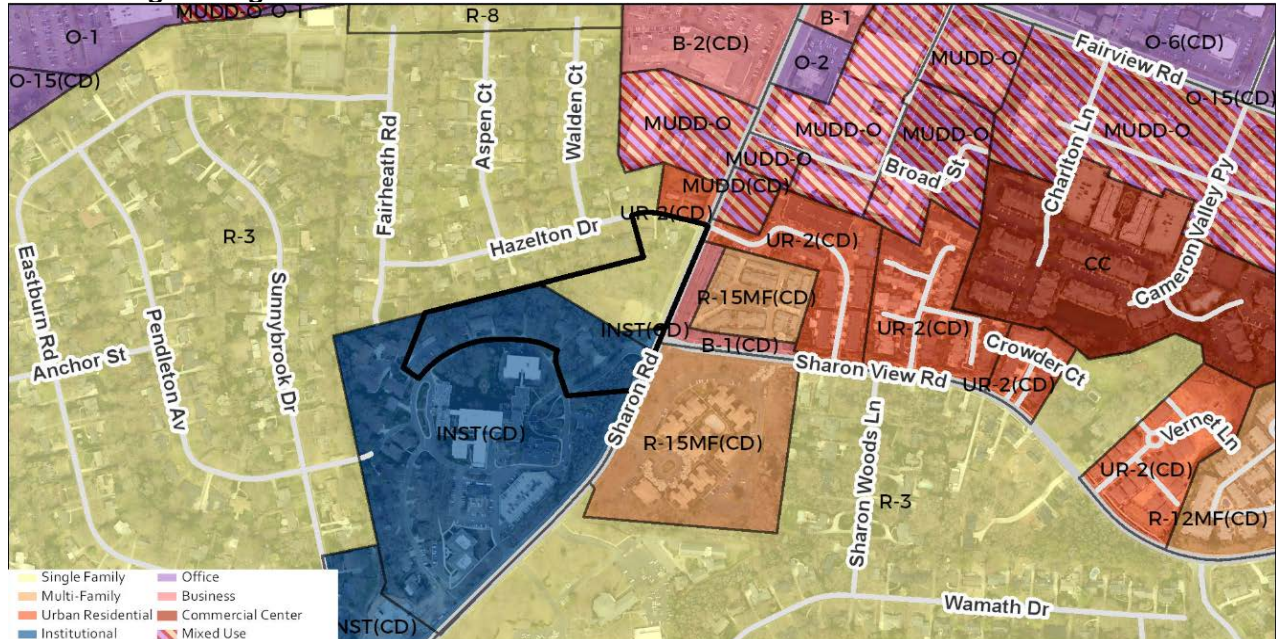 MUDD-O O-1
R-8
B-1
O-1
B-2(CD)
O-2
MUDD-O
O-6(CD)
Fairview Rd
O-15(CD)
O-15(CD)
Aspen Ct
Walden Ct
Fairheath Rd
MUDD-O
MUDD-O
MUDD-O
MUDD-O
MUDD-O
Broad St
Charlton Ln
Cameron Valley Py
MUDD(CD)
UR-2(CD)
Hazelton Dr
UR-2(CD)
CC
R-3
Eastburn Rd
Pendleton Av
Sunnybrook Dr
Anchor St
R-15MF(CD)
INST(CD)
B-1(CD)
UR-2(CD)
Sharon View Rd
Crowder Ct
UR-2(CD)
Sharon Rd
INST(CD)
R-15MF(CD)
Sharon Woods Ln
R-3
Vernet Ln
UR-2(CD)
R-12MF(CD)
Wamath Dr
NST(CD)
Single Family
Multi-Family
Urban Residential
Institutional
Office
Business
Commercial Center
Mixed Use